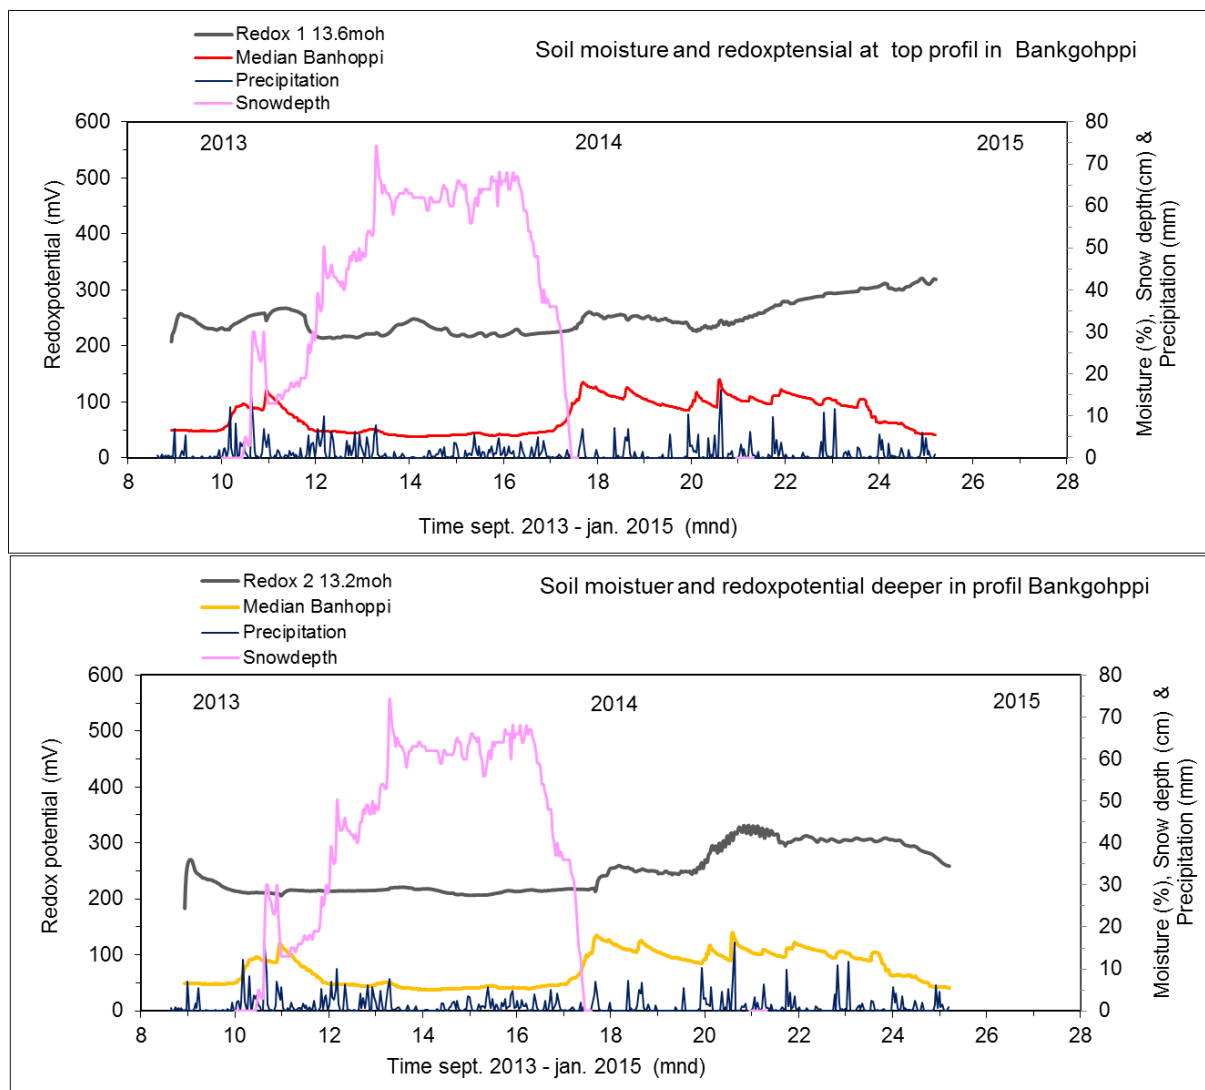 Redox 1 13.6moh
Median Banhoppi
Precipitation
Snowdepth
Soil moisture and redoxptensial at top profil in Bankgohppi
600
500
400
300
200
100
0
Redoxpotential (mV)
2013
2014
2015
80
70
60
50
40
30
20
10
0
Moisture (%), Snow depth(cm) &
Precipitation (mm)
8 10 12 14 16 18 20 22 24 26 28
Time sept. 2013 - jan. 2015 (mnd)
Redox 2 13.2moh
Median Banhoppi
Precipitation
Snowdepth
Soil moistuer and redoxpotential deeper in profil Bankgohppi
600
500
400
300
200
100
0
Redox potential (mV)
2013
2014
2015
80
70
60
50
40
30
20
10
0
Moisture (%), Snow depth (cm) &
Precipitation (mm)
8 10 12 14 16 18 20 22 24 26 28
Time sept. 2013 - jan. 2015 (mnd)